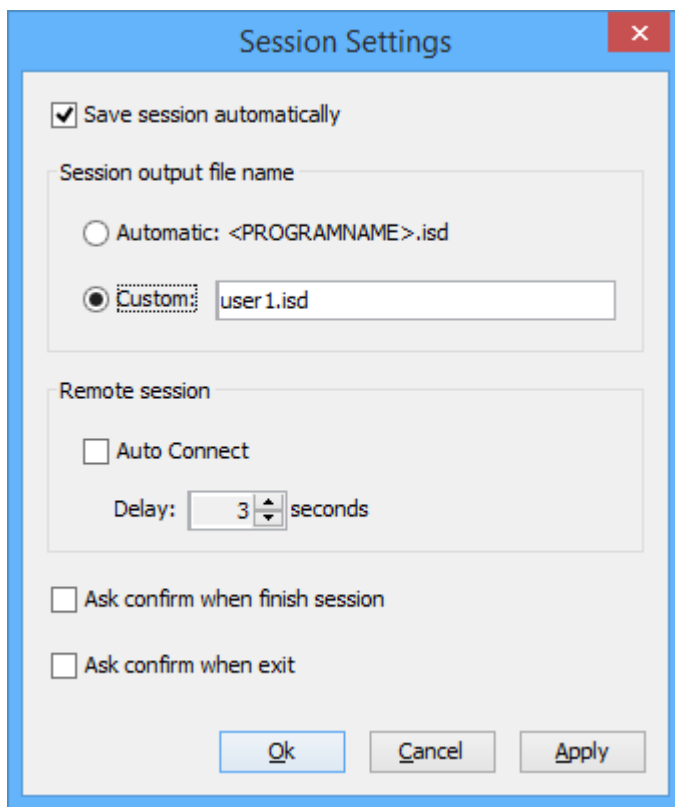 Session Settings
Save session automatically
Session output file name
Automatic: <PROGRAMNAME>.isd
Custom: user1.isd
Remote session
Auto Connect
Delay: 3 seconds
Ask confirm when finish session
Ask confirm when exit
Ok Cancel Apply